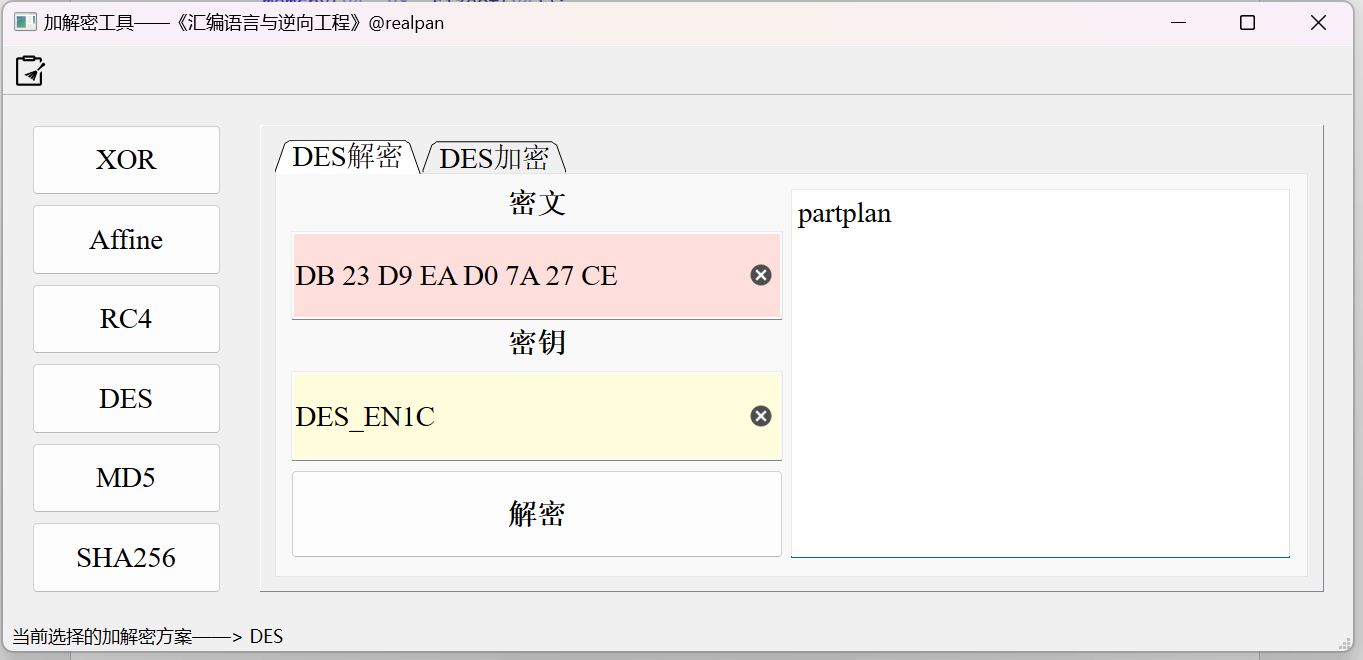 加解密工具——《汇编语言与逆向工程》@realpan
XOR
Affine
RC4
DES
MD5
SHA256
DES解密
DES加密
密文
DB 23 D9 EA D0 7A 27 CE
密钥
DES_EN1C
解密
partplan
当前选择的加解密方案——> DES